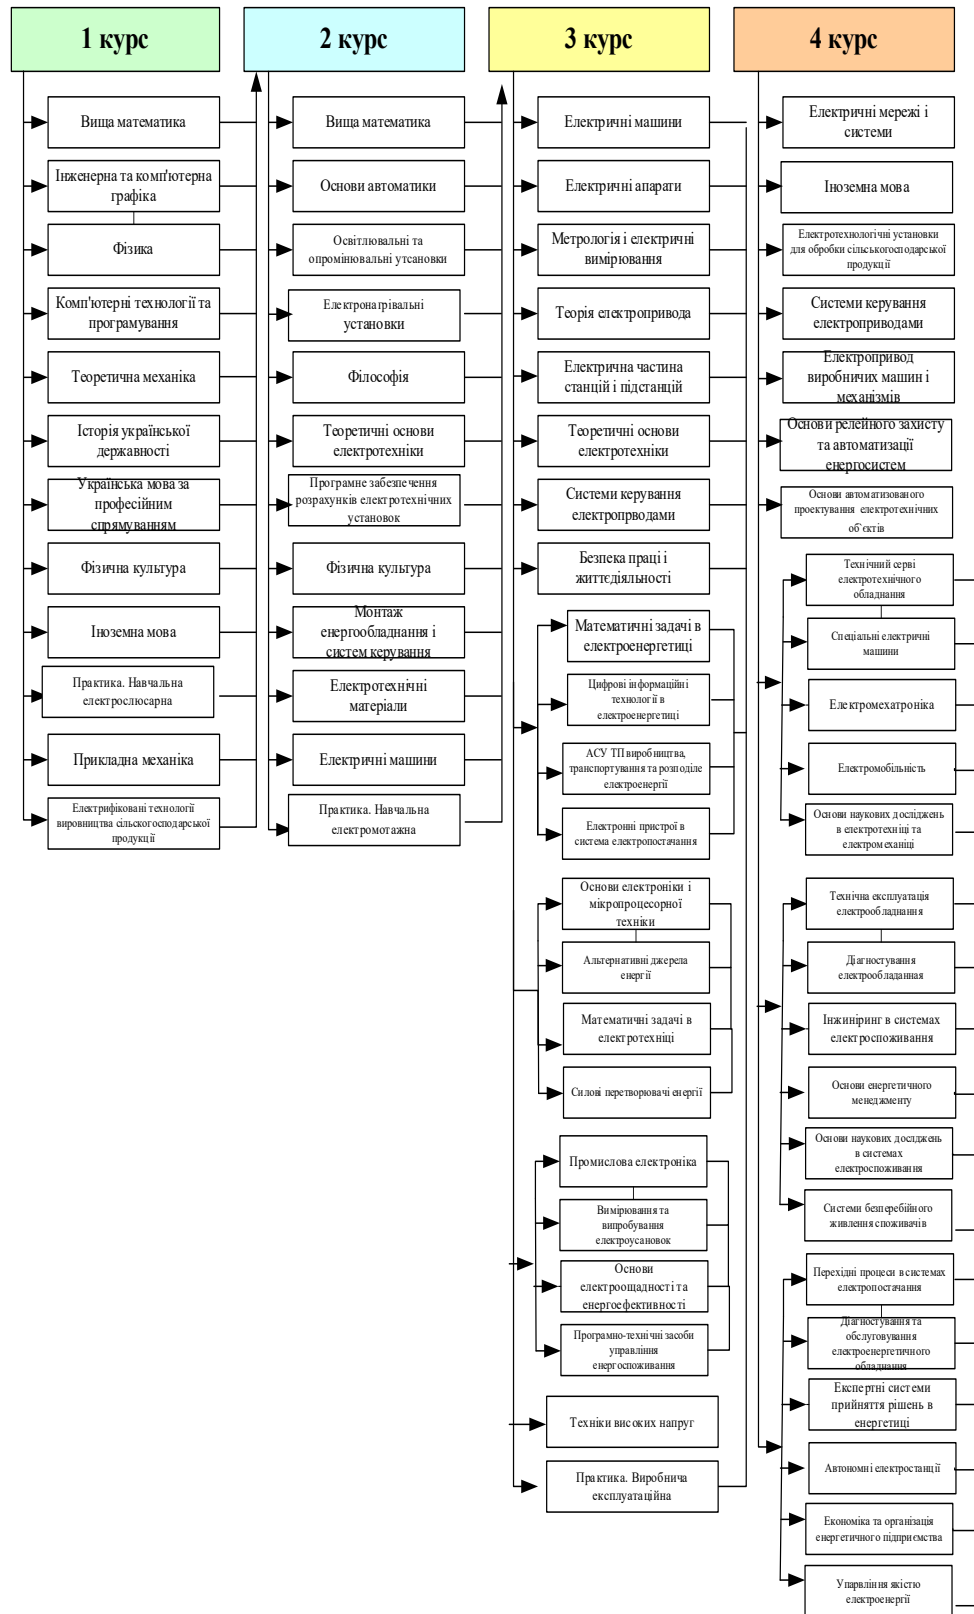 1 курс
Вища математика
Інженерна та комп'ютерна
графіка
Фізика
Комп'ютерні технології та
програмування
Теоретична механіка
Історія української
державності
Українська мова за
професійним
спрямуванням
Фізична культура
Іноземна мова
Практика. Навчальна
електрослюсарна
Прикладна механіка
Електрифіковані технології
вировництва сільскогосподарської
продукції
2 курс
Вища математика
Основи автоматики
Освітлювальні та
опромінювальні утсановки
Електронагрівальні
установки
Філософія
Теоретичні основи
електротехніки
Програмне забезпечення
розрахунків електротехнічних
установок
Фізична культура
Монтаж
енергообладнання і
систем керування
Електротехнічні
матеріали
Електричні машини
Практика. Навчальна
електромотажна
3 курс
Електричні машини
Електричні апарати
Метрологія і електричні
вимірювання
Теорія електропривода
Електрична частина
станцій і підстанцій
Теоретичні основи
електротехніки
Системи керування
електропрводами
Безпека праці і
життєдіяльності
Математичні задачі в
електроенергетиці
Цифрові інформаційні
технології в
електроенергетиці
АСУ ТП виробництва,
транспортування та розподіле
електроенергії
Електронні пристрої в
система електропостачання
Основи електроніки і
мікропроцесорної
техніки
Альтернативні джерела
енергії
Математичні задачі в
електротехніці
Силові перетворювачі енергії
Промислова електроніка
Вимірювання та
випробування
електроусановок
Основи
електроощадності та
енергоефективності
Програмно-технічні засоби
управління
енергоспоживання
Техніки високих напруг
Практика. Виробнича
експлуатаційна
4 курс
Електричні мережі і
системи
Іноземна мова
Електротехнологічні установки
для обробки сільськогосподарської
продукції
Системи керування
електроприводами
Електропривод
виробничих машин і
механізмів
Основи релейного захисту
та автоматизації
енергосистем
Основи автоматизованого
проектування електротехнічних
об`єктів
Технічний серві
електротехнічного
обладнання
Спеціальні електричні
машини
Електромехатроніка
Електромобільність
Основи наукових досліджень
в електротехніці та
електромеханіці
Технічна експлуатація
електрообладнання
Діагностування
електрообладаннaя
Інжиніринг в системах
електроспоживання
Основи енергетичного
менеджменту
Основи наукових дослджень
в системах
електроспоживання
Системи безперебійного
живлення споживачів
Перехідні процеси в системах
електропостачання
Діагностування та
обслуговування
електроенергетичного
обладнання
Експертні системи
прийняття рішень в
енергетиці
Автономні електростанції
Економіка та організація
енергетичного підприємства
Упарвління якістю
електроенергії